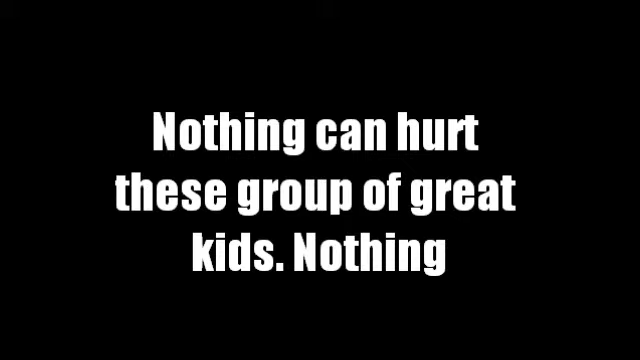 Nothing can hurt
these group of great
kids. Nothing